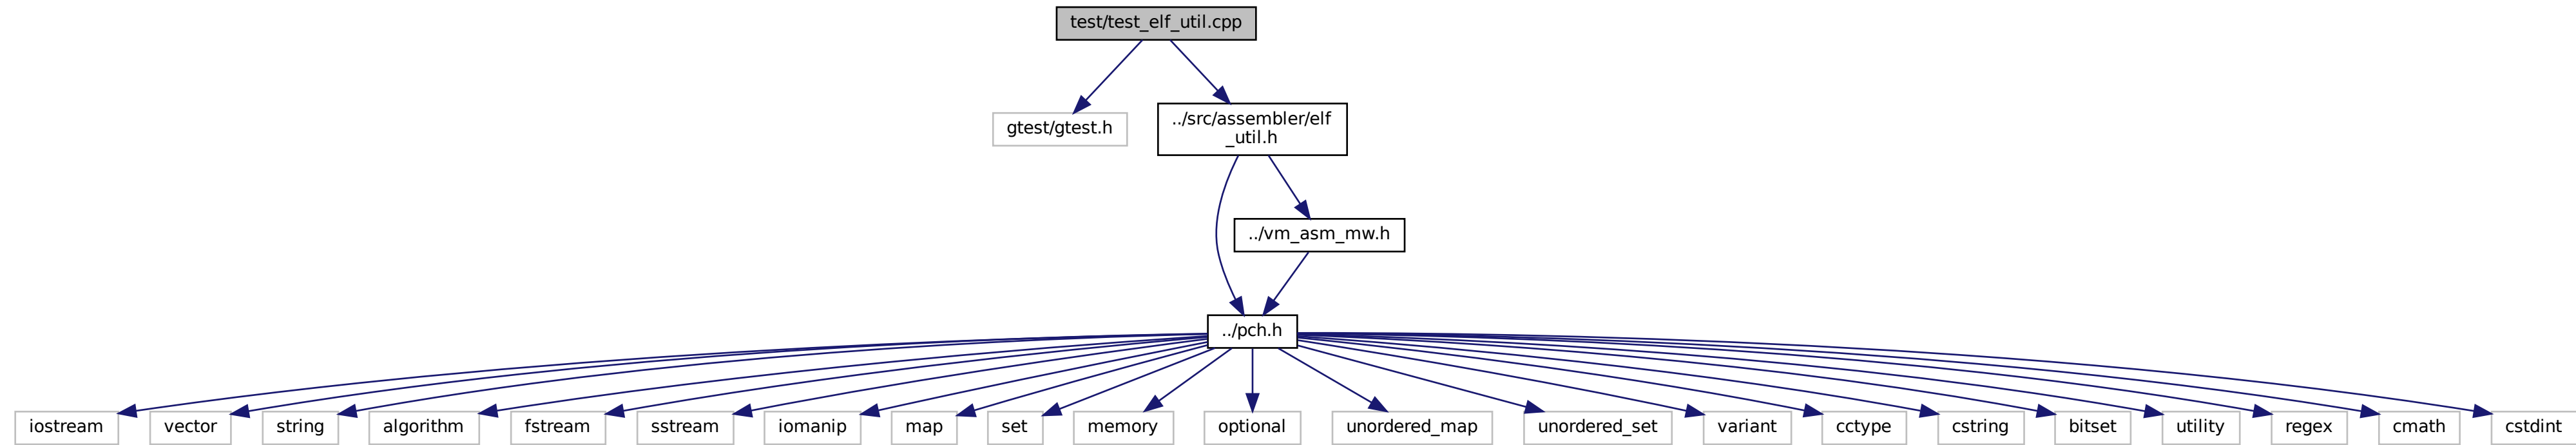 test/test_elf_util.cpp
gtest/gtest.h
../src/assembler/elf
_util.h
../vm_asm_mw.h
../pch.h
iostream
vector
string
algorithm
fstream
sstream
iomanip
map
set
memory
optional
unordered_map
unordered_set
variant
cctype
cstring
bitset
utility
regex
cmath
cstdint